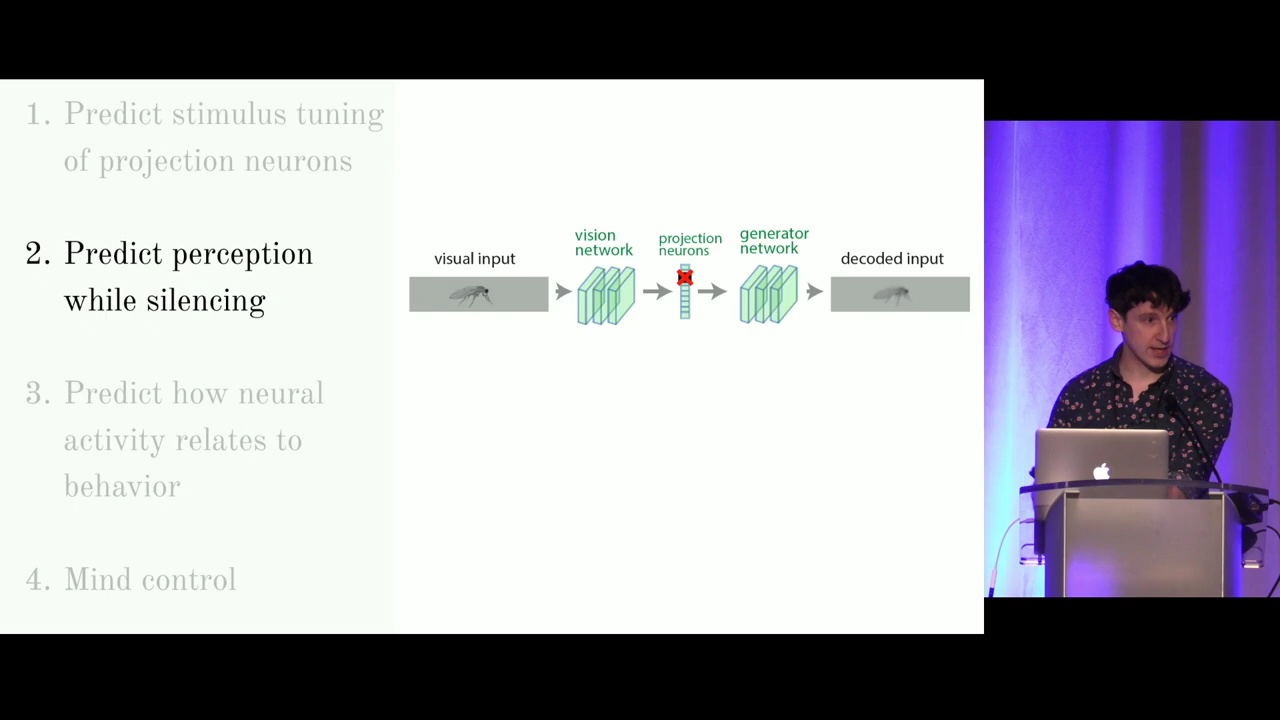 1. Predict stimulus tuning
of projection neurons
2. Predict perception
while silencing
3. Predict how neural
activity relates to
behavior
4. Mind control
visual input
vision
network
projection
neurons
generator
network
decoded input